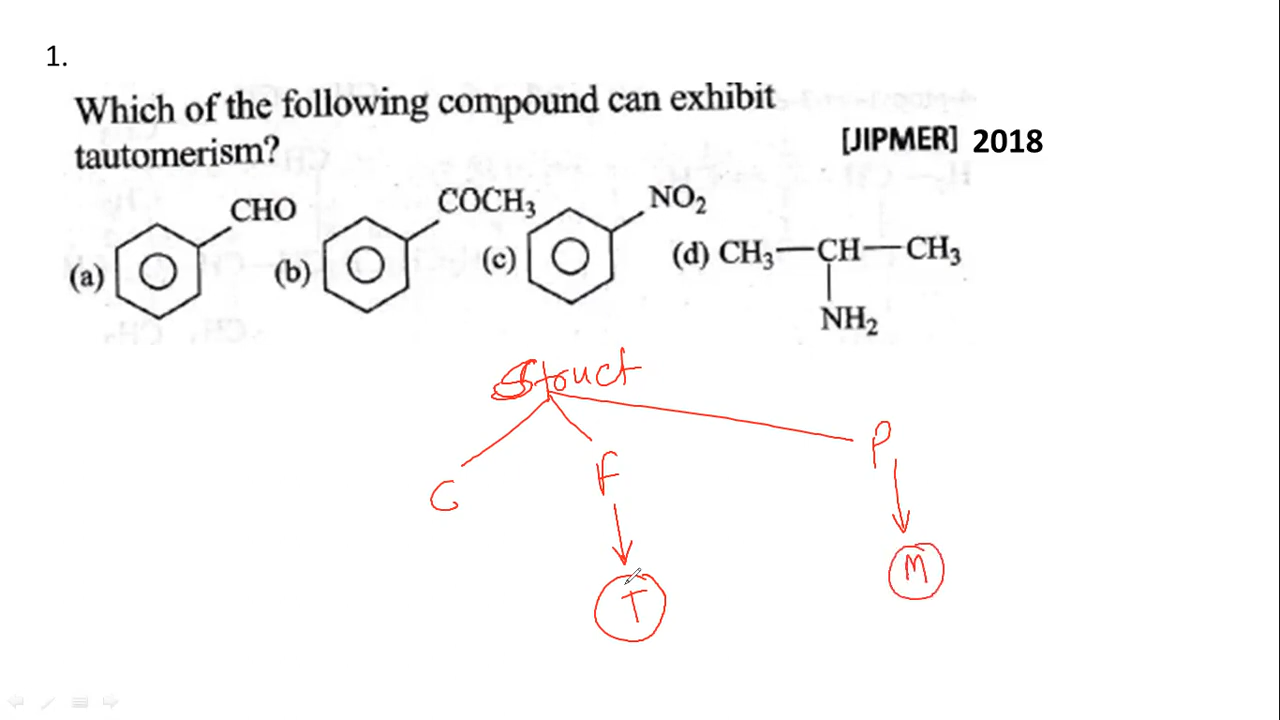 1.
Which of the following compound can exhibit
tautomerism?
[JIPMER] 2018
(a) CHO
(b) COCH₃
(c) NO₂
(d) CH₃—CH—CH₃
NH₂
Struct
C F P
T M